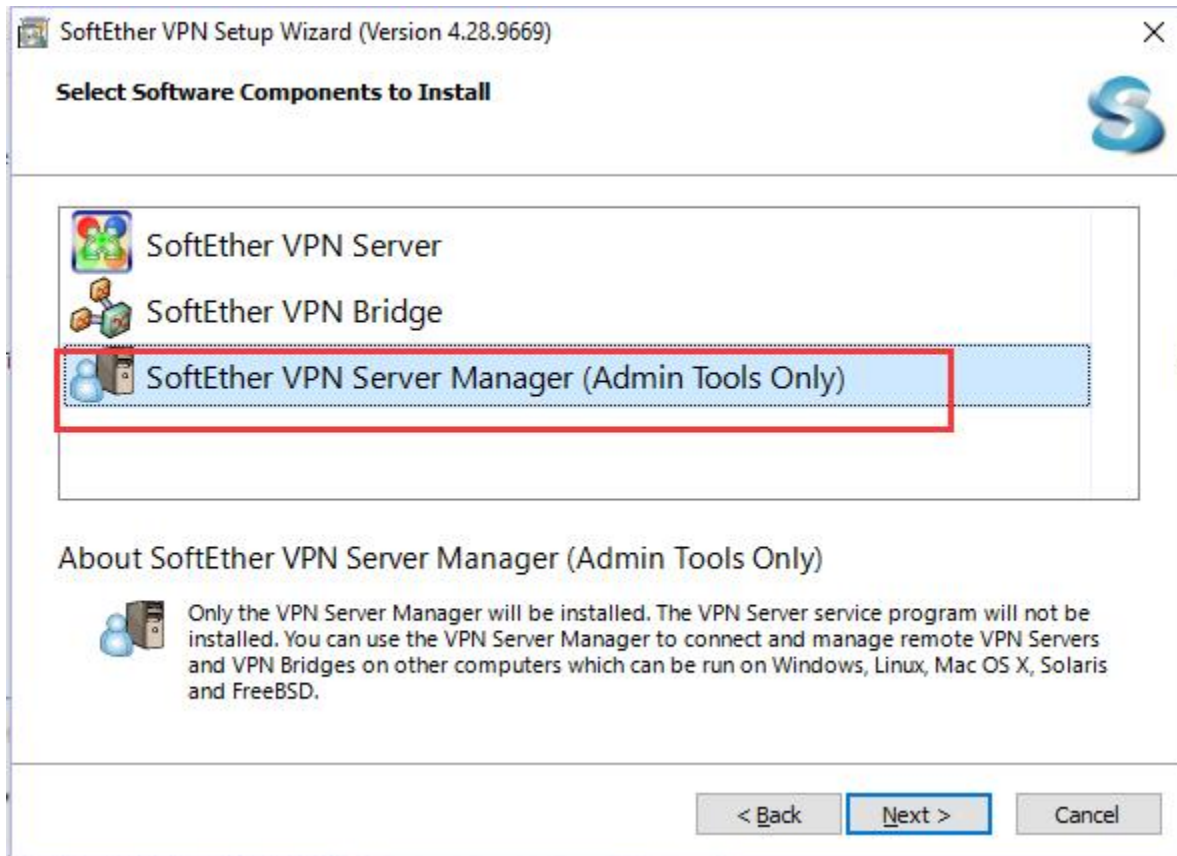 SoftEther VPN Setup Wizard (Version 4.28.9669)
Select Software Components to Install
SoftEther VPN Server
SoftEther VPN Bridge
SoftEther VPN Server Manager (Admin Tools Only)
About SoftEther VPN Server Manager (Admin Tools Only)
Only the VPN Server Manager will be installed. The VPN Server service program will not be
installed. You can use the VPN Server Manager to connect and manage remote VPN Servers
and VPN Bridges on other computers which can be run on Windows, Linux, Mac OS X, Solaris
and FreeBSD.
< Back Next > Cancel